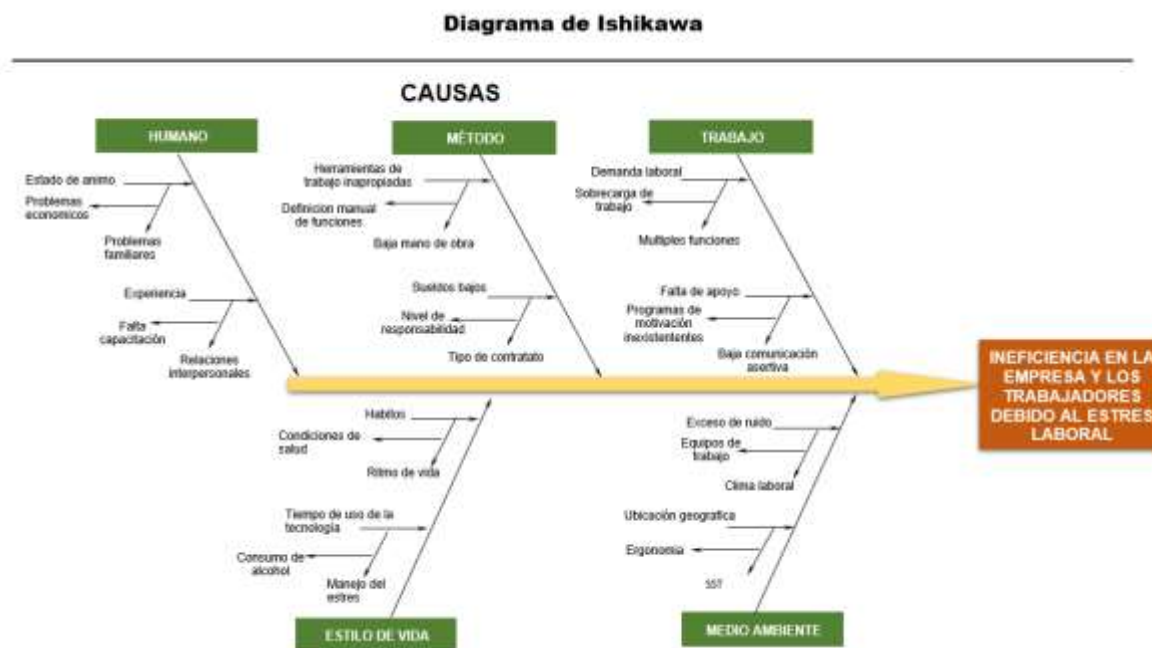 Diagrama de Ishikawa
CAUSAS
HUMANO
MÉTODO
TRABAJO
Estado de animo
Problemas
economicos
Problemas
familiares
Experiencia
Falta
capacitación
Relaciones
interpersonales
Herramientas de
trabajo inapropiadas
Definicion manual
de funciones
Baja mano de obra
Sueldos bajos
Nivel de
responsabilidad
Tipo de contratato
Demanda laboral
Sobrecarga de
trabajo
Multiples funciones
Falta de apoyo
Programas de
motivación
inexistententes
Baja comunicación
asertiva
INEFICIENCIA EN LA
EMPRESA Y LOS
TRABAJADORES
DEBIDO AL ESTRES
LABORAL
Habitos
Condiciones de
salud
Ritmo de vida
Tiempo de uso de la
tecnología
Consumo de
alcohol
Manejo del
estres
Exceso de ruido
Equipos de
trabajo
Clima laboral
Ubicación geografica
Ergonomia
SST
ESTILO DE VIDA
MEDIO AMBIENTE